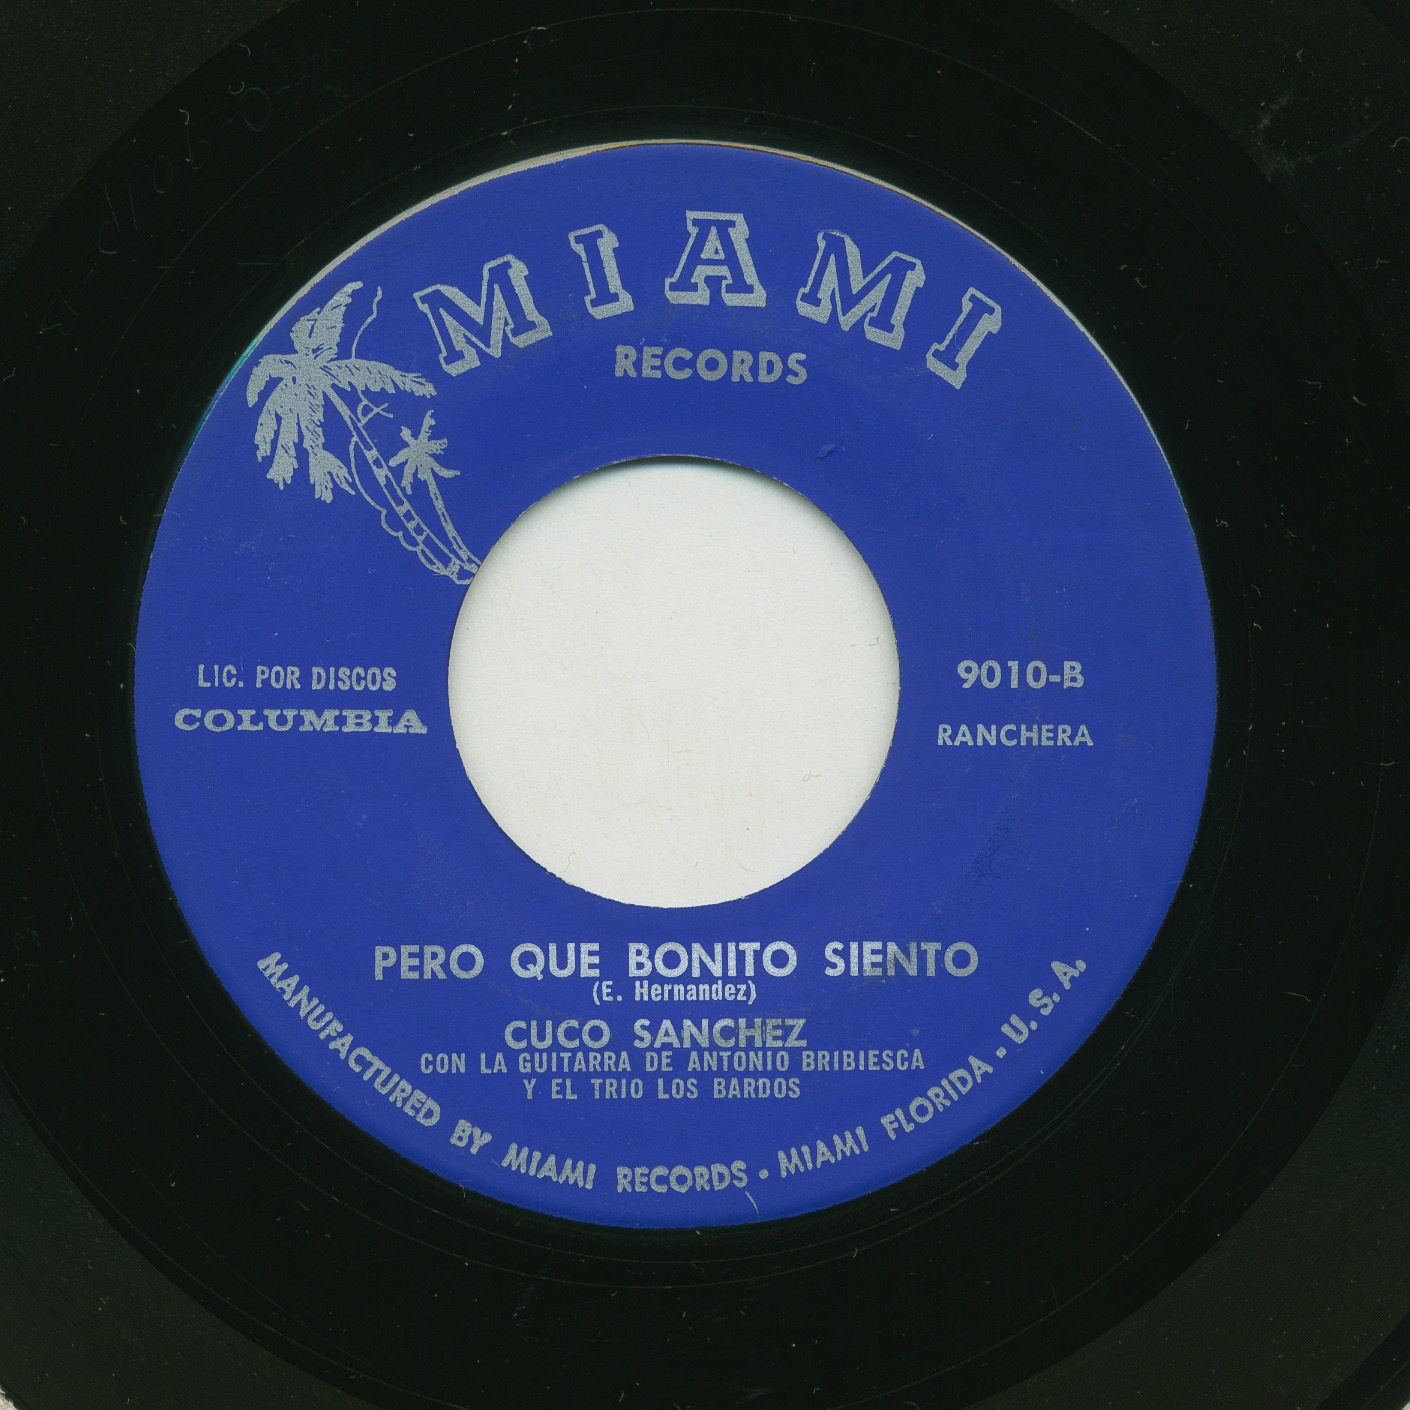 MIAMI
RECORDS
LIC. POR DISCOS
COLUMBIA
9010-B
RANCHERA
PERO QUE BONITO SIENTO
(E. Hernandez)
CUCO SANCHEZ
CON LA GUITARRA DE ANTONIO BRIBIESCA
Y EL TRIO LOS BARDOS
MANUFACTURED BY MIAMI RECORDS • MIAMI FLORIDA • U. S. A.